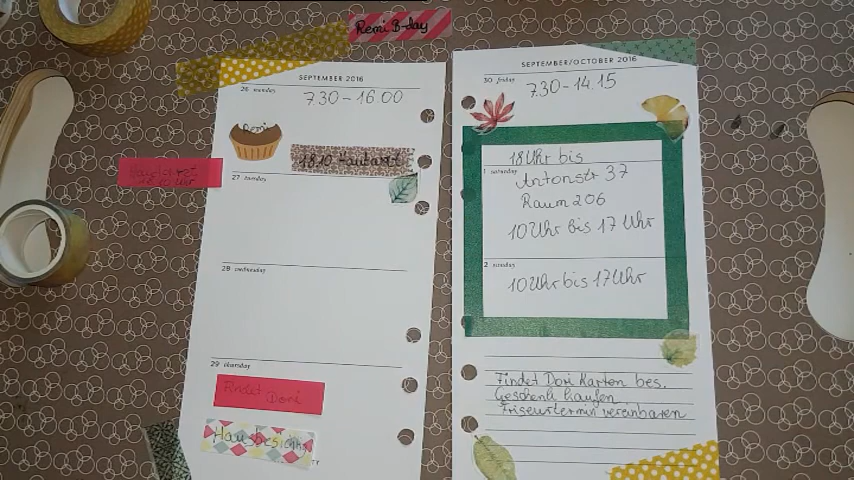 Remi B-day
SEPTEMBER 2016
26 monday
7.30 - 16.00
Remi
18.10
27 tuesday
28 wednesday
29 thursday
Findet Dori
SEPTEMBER/OCTOBER 2016
30 friday
7.30 - 14.15
18 Uhr bis
1 saturday
Antonstr 37
Raum 206
10 Uhr bis 17 Uhr
2 sunday
10 Uhr bis 17 Uhr
Findet Dori Karten bes.
Geschenk kaufen
Friseurtermin vereinbaren